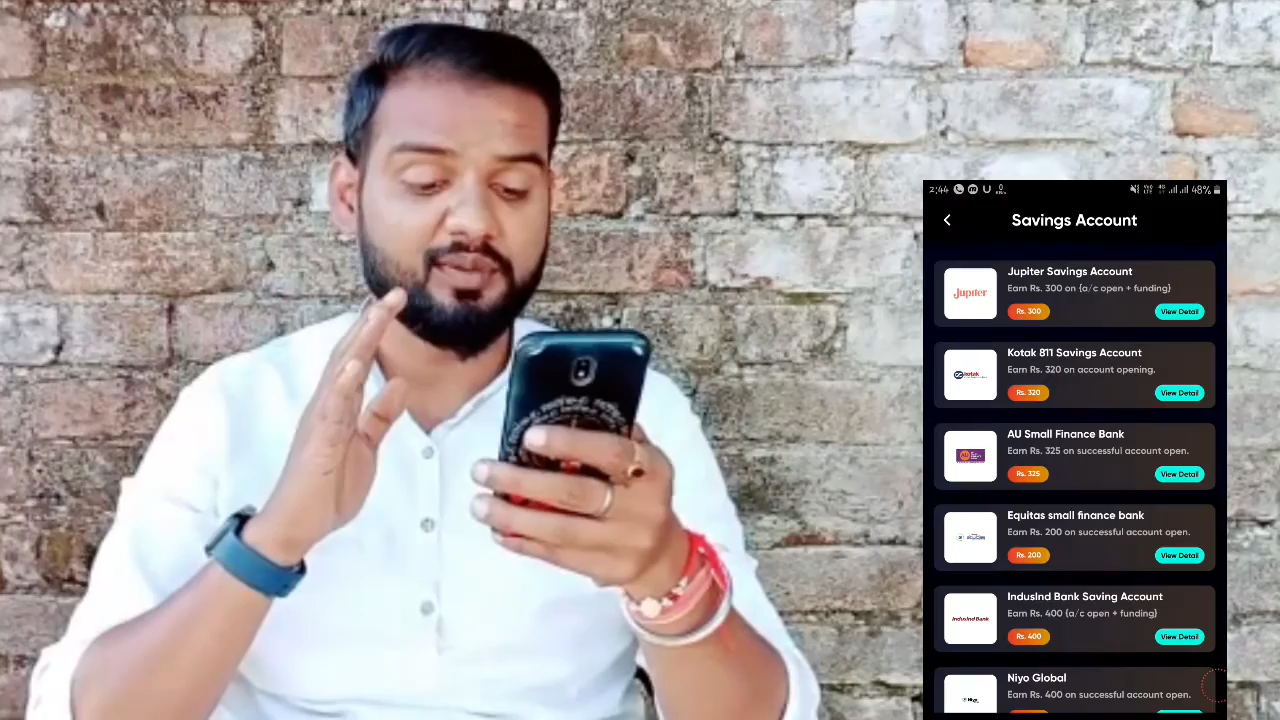 2:44
48%
Savings Account
Jupiter
Jupiter Savings Account
Earn Rs. 300 on {a/c open + funding}
Rs. 300
View Detail
kotak
Kotak 811 Savings Account
Earn Rs. 320 on account opening.
Rs. 320
View Detail
AU Small Finance Bank
Earn Rs. 325 on successful account open.
Rs. 325
View Detail
Equitas small finance bank
Earn Rs. 200 on successful account open.
Rs. 200
View Detail
IndusInd Bank
IndusInd Bank Saving Account
Earn Rs. 400 {a/c open + funding}
Rs. 400
View Detail
Niyo Global
Earn Rs. 400 on successful account open.